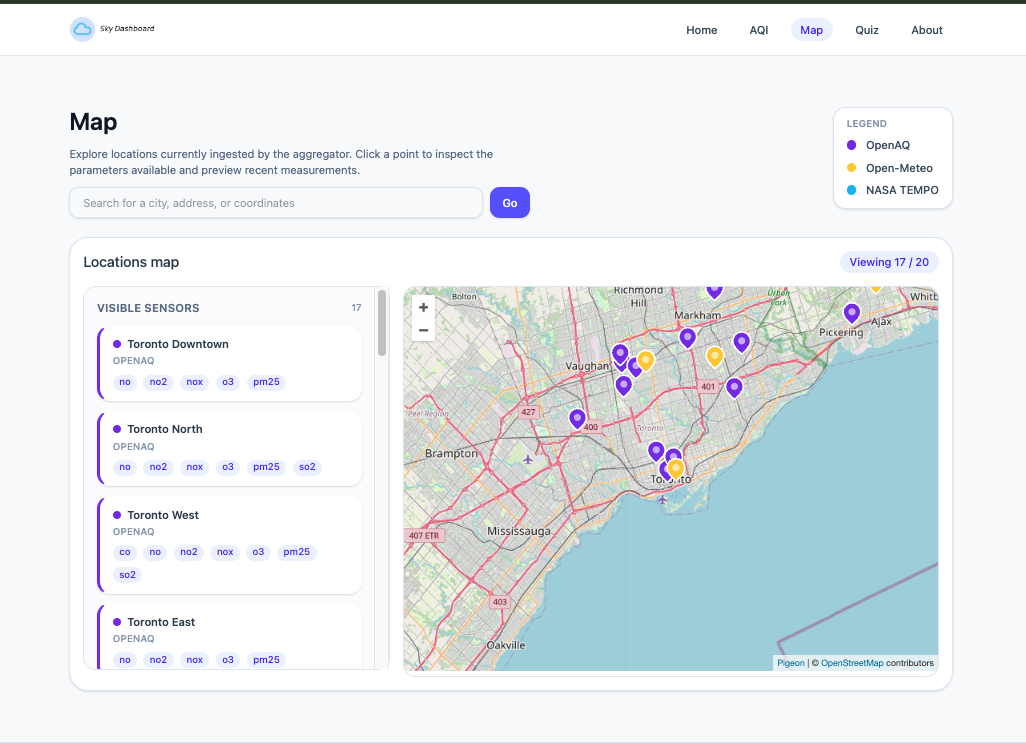 Sky Dashboard
Home
AQI
Map
Quiz
About
Map
Explore locations currently ingested by the aggregator. Click a point to inspect the
parameters available and preview recent measurements.
Search for a city, address, or coordinates
Go
LEGEND
OpenAQ
Open-Meteo
NASA TEMPO
Locations map
Viewing 17 / 20
VISIBLE SENSORS
17
Toronto Downtown
OPENAQ
no no2 nox o3 pm25
Toronto North
OPENAQ
no no2 nox o3 pm25 so2
Toronto West
OPENAQ
co no no2 nox o3 pm25
so2
Toronto East
OPENAQ
no no2 nox o3 pm25
+
−
Bolton
Richmond
Hill
Urban
Park
Whitb
Markham
Ajax
Pickering
Vaughan
401
427
Peel Region
400
Toronto
Brampton
Toronto
Mississauga
407 ETR
403
Oakville
Pigeon | © OpenStreetMap contributors